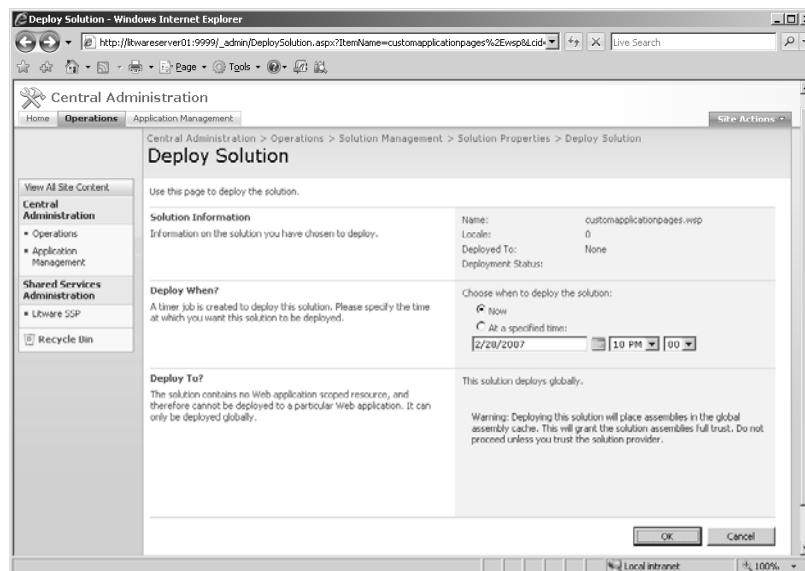 Deploy Solution - Windows Internet Explorer
http://litwareserver01:9999/_admin/DeploySolution.aspx?ItemName=customapplicationpages%2Ewsp&Lcid=
Live Search
Page
Tools
Central Administration
Home
Operations
Application Management
Site Actions
Central Administration > Operations > Solution Management > Solution Properties > Deploy Solution
Deploy Solution
View All Site Content
Central
Administration
Operations
Application
Management
Shared Services
Administration
Litware SSP
Recycle Bin
Use this page to deploy the solution.
Solution Information
Information on the solution you have chosen to deploy.
Name: customapplicationpages.wsp
Locale: 0
Deployed To: None
Deployment Status:
Deploy When?
A timer job is created to deploy this solution. Please specify the time
at which you want this solution to be deployed.
Choose when to deploy the solution:
Now
At a specified time:
2/28/2007 10 PM 00
Deploy To?
The solution contains no Web application scoped resource, and
therefore cannot be deployed to a particular Web application. It can
only be deployed globally.
This solution deploys globally.
Warning: Deploying this solution will place assemblies in the global
assembly cache. This will grant the solution assemblies full trust. Do not
proceed unless you trust the solution provider.
OK
Cancel
Local intranet
100%